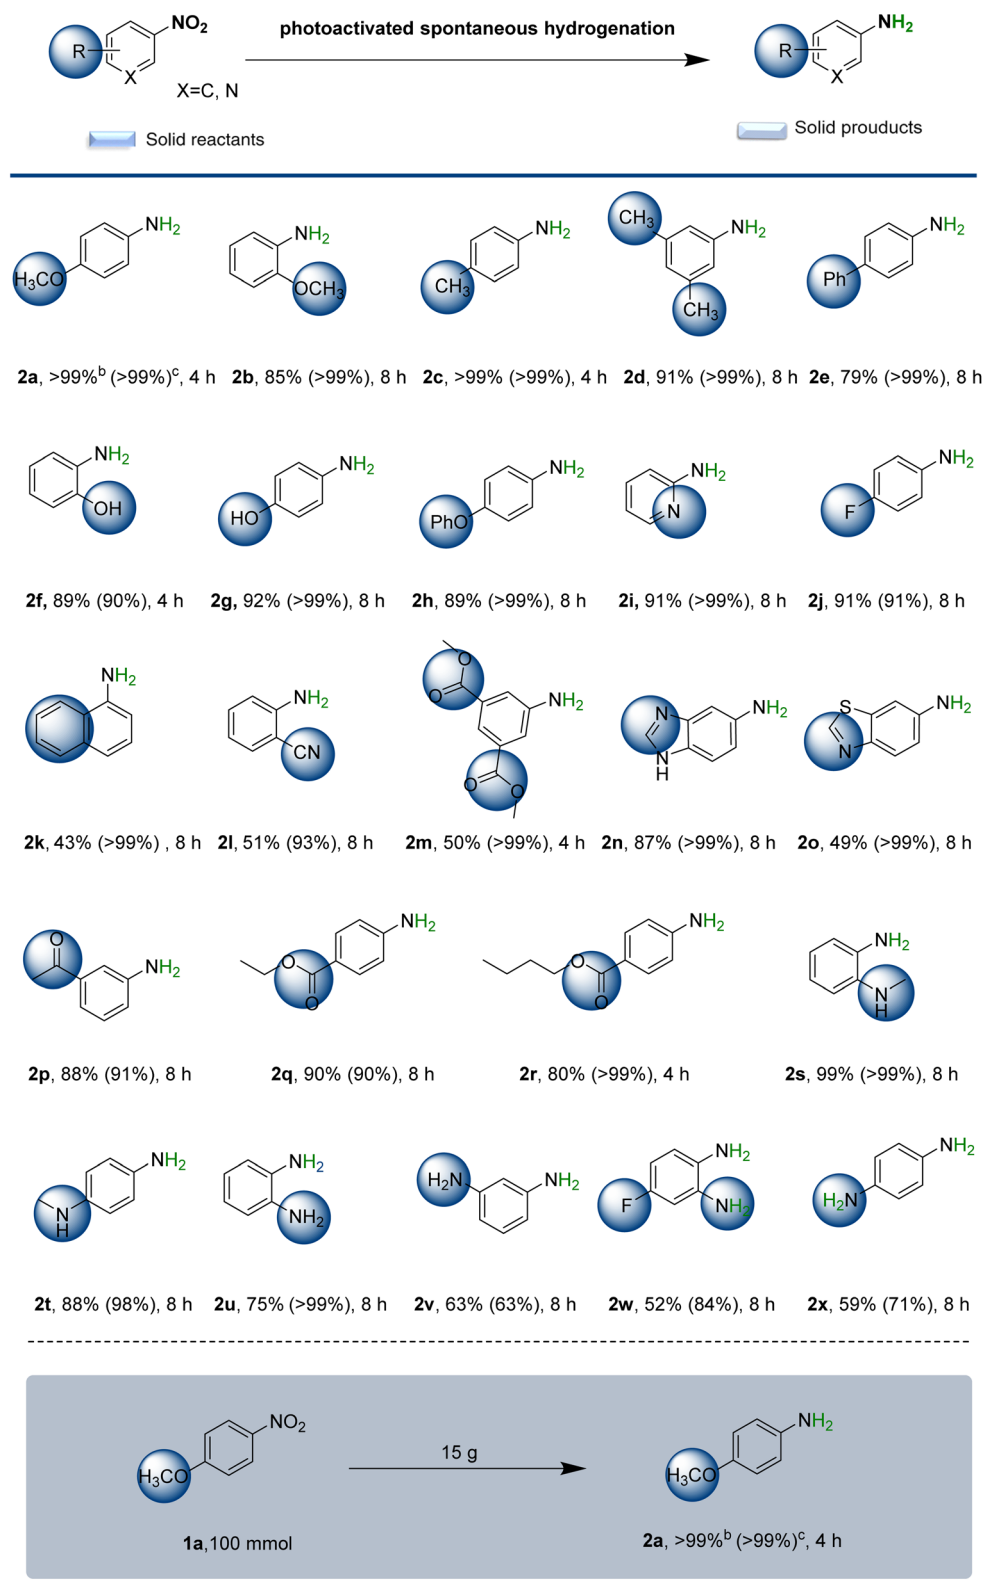 NO2
R
X
X=C, N
photoactivated spontaneous hydrogenation
NH2
R
X
Solid reactants
Solid prouducts
NH2
H3CO
NH2
OCH3
NH2
CH3
CH3
NH2
CH3
NH2
Ph
2a, >99%b (>99%)c, 4 h
2b, 85% (>99%), 8 h
2c, >99% (>99%), 4 h
2d, 91% (>99%), 8 h
2e, 79% (>99%), 8 h
NH2
OH
NH2
HO
NH2
PhO
NH2
N
NH2
F
2f, 89% (90%), 4 h
2g, 92% (>99%), 8 h
2h, 89% (>99%), 8 h
2i, 91% (>99%), 8 h
2j, 91% (91%), 8 h
NH2
NH2
CN
O
O
NH2
O
O
N
NH2
N
H
S
NH2
N
2k, 43% (>99%) , 8 h
2l, 51% (93%), 8 h
2m, 50% (>99%), 4 h
2n, 87% (>99%), 8 h
2o, 49% (>99%), 8 h
O
NH2
NH2
O
O
NH2
O
O
NH2
N
H
2p, 88% (91%), 8 h
2q, 90% (90%), 8 h
2r, 80% (>99%), 4 h
2s, 99% (>99%), 8 h
NH2
N
H
NH2
NH2
H2N
NH2
NH2
F
NH2
NH2
H2N
2t, 88% (98%), 8 h
2u, 75% (>99%), 8 h
2v, 63% (63%), 8 h
2w, 52% (84%), 8 h
2x, 59% (71%), 8 h
NO2
H3CO
15 g
NH2
H3CO
1a,100 mmol
2a, >99%b (>99%)c, 4 h